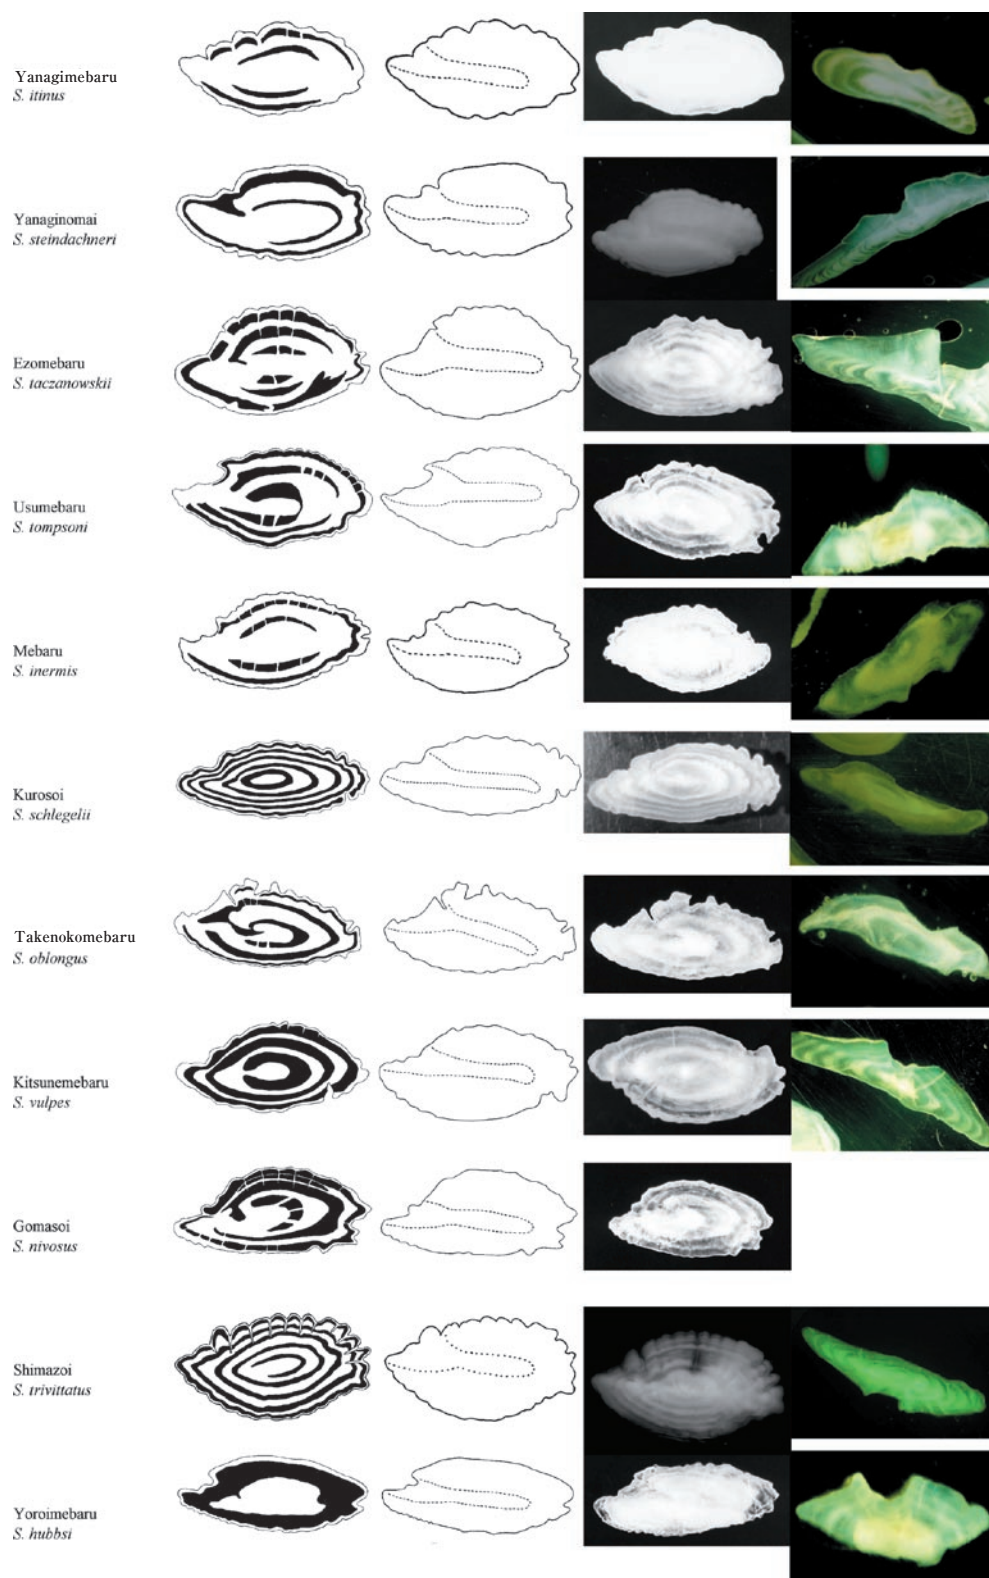 Yanagimebaru
S. itinus
Yanaginomai
S. steindachneri
Ezomebaru
S. taczanowskii
Usumebaru
S. tompsoni
Mebaru
S. inermis
Kurosoi
S. schlegelii
Takenokomebaru
S. oblongus
Kitsunemebaru
S. vulpes
Gomasoi
S. nivosus
Shimazoi
S. trivittatus
Yoroimebaru
S. hubbsi